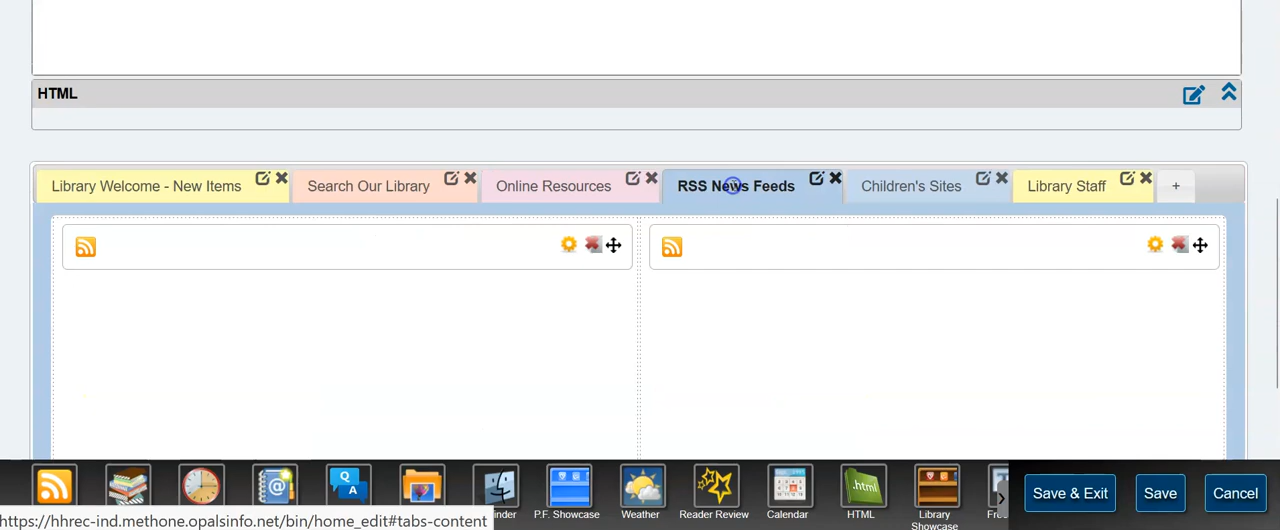 HTML
Library Welcome - New Items
Search Our Library
Online Resources
RSS News Feeds
Children's Sites
Library Staff
+
Q
A
@
.html
P.F. Showcase
Weather
Reader Review
Calendar
HTML
Library
Showcase
Save & Exit
Save
Cancel
https://hhrec-ind.methone.opalsinfo.net/bin/home_edit#tabs-content